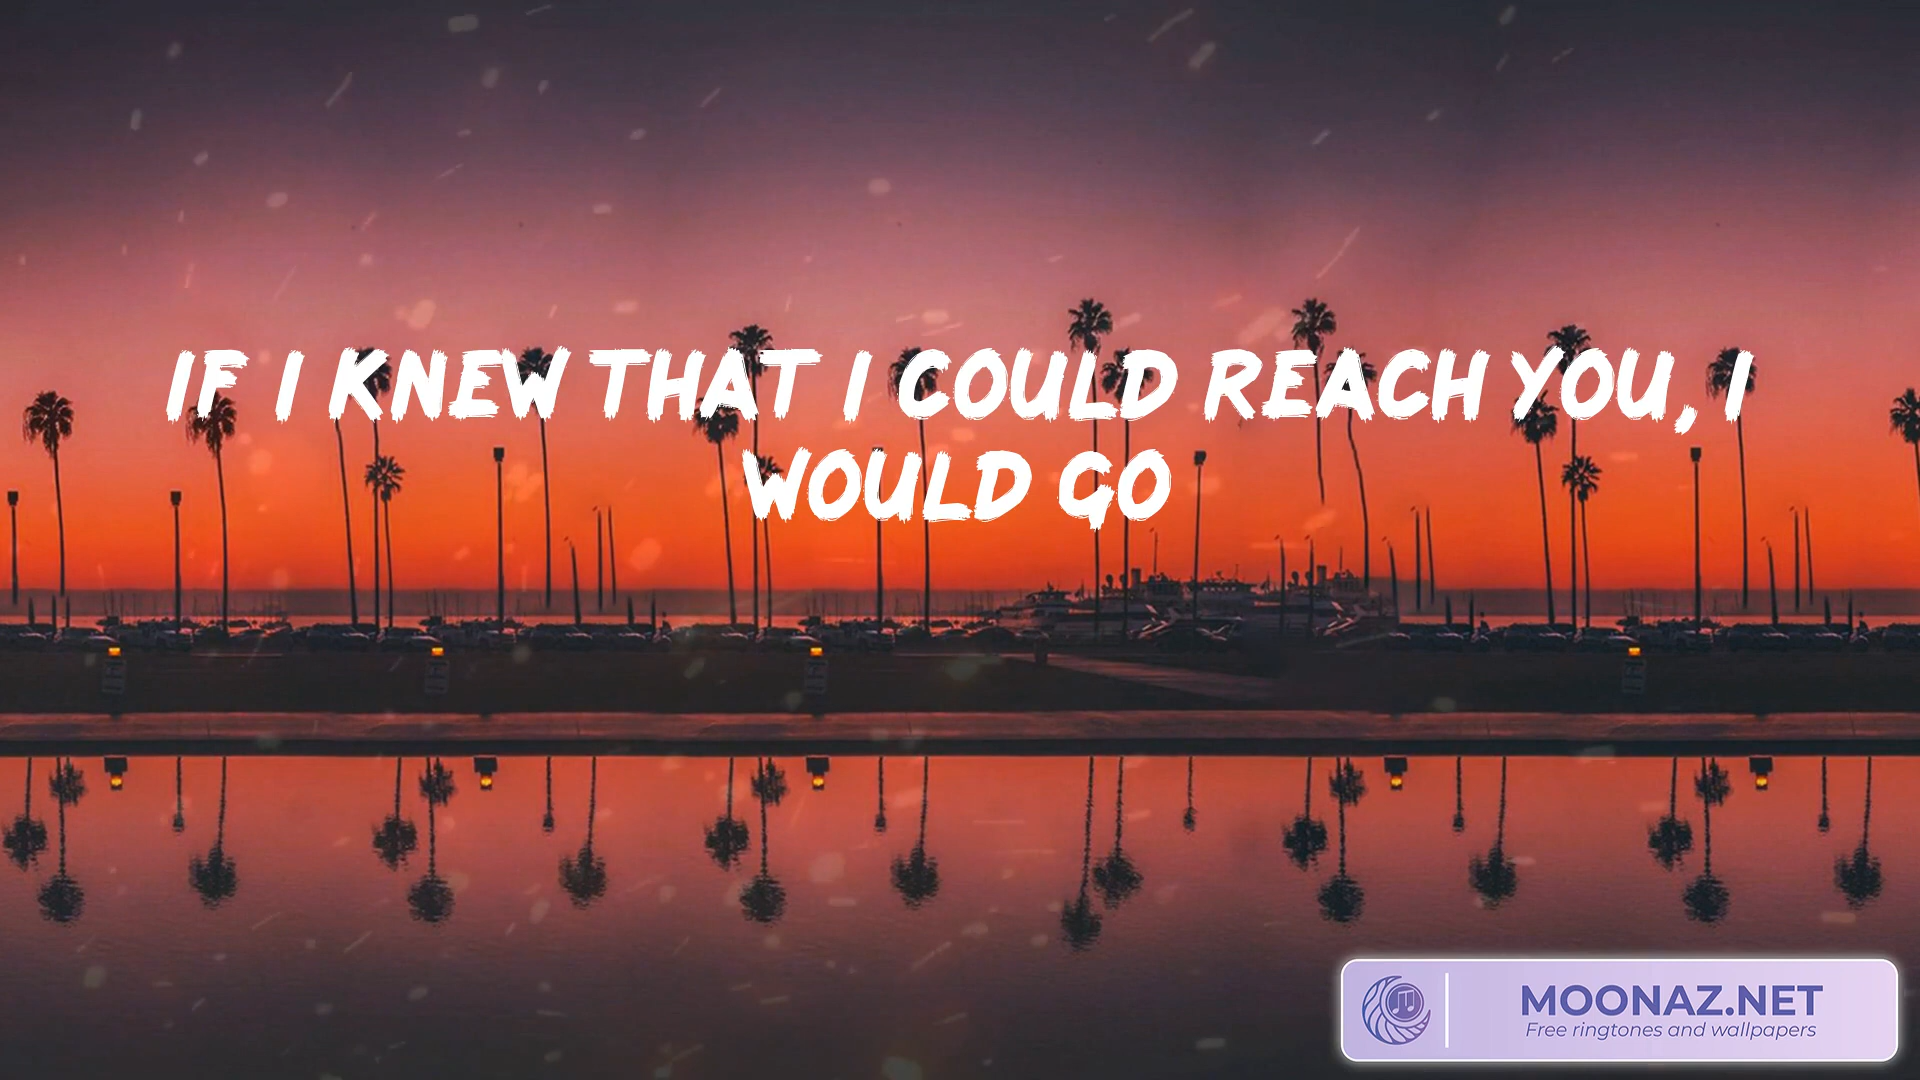 IF I KNEW THAT I COULD REACH YOU, I
WOULD GO
MOONAZ.NET
Free ringtones and wallpapers